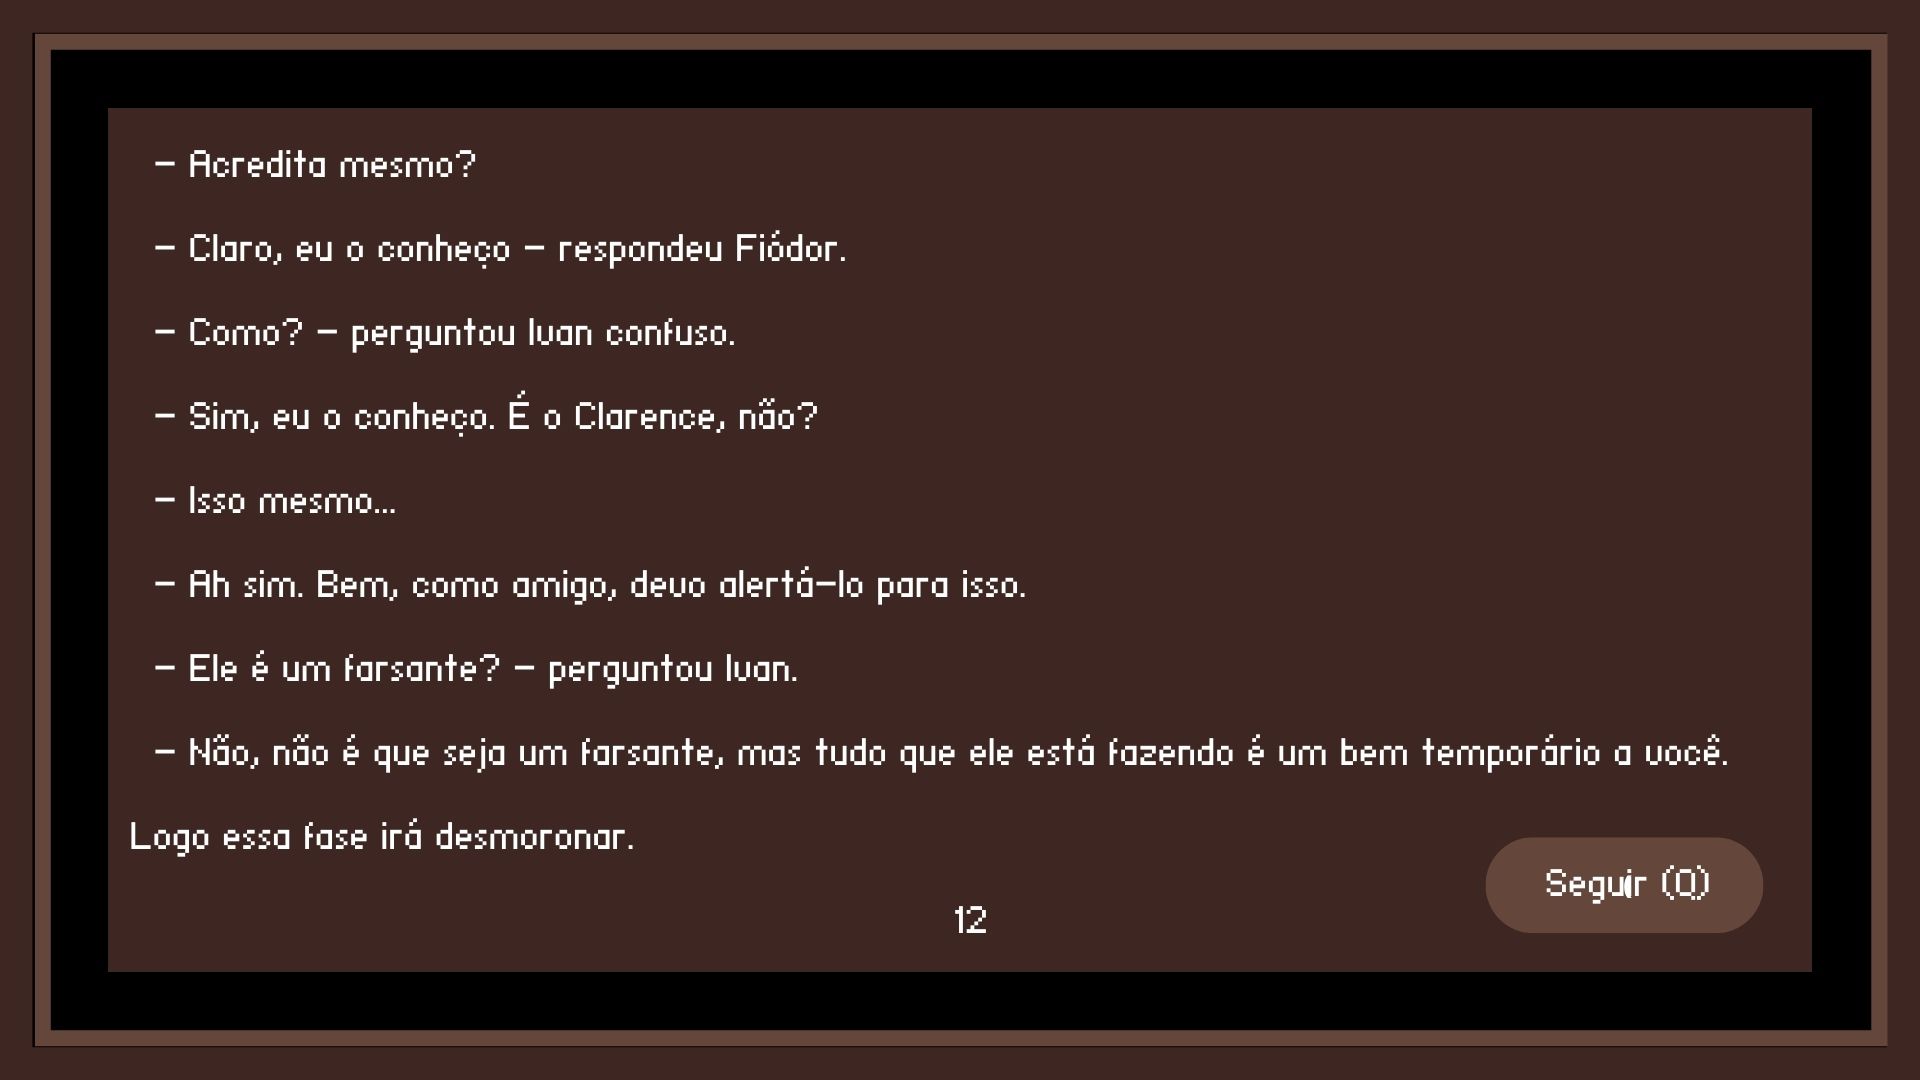 – Acredita mesmo?
– Claro, eu o conheço – respondeu Fiódor.
– Como? – perguntou Ivan confuso.
– Sim, eu o conheço. É o Clarence, não?
– Isso mesmo...
– Ah sim. Bem, como amigo, devo alertá-lo para isso.
– Ele é um farsante? – perguntou Ivan.
– Não, não é que seja um farsante, mas tudo que ele está fazendo é um bem temporário a você.
Logo essa fase irá desmoronar.
Seguir (Q)
12